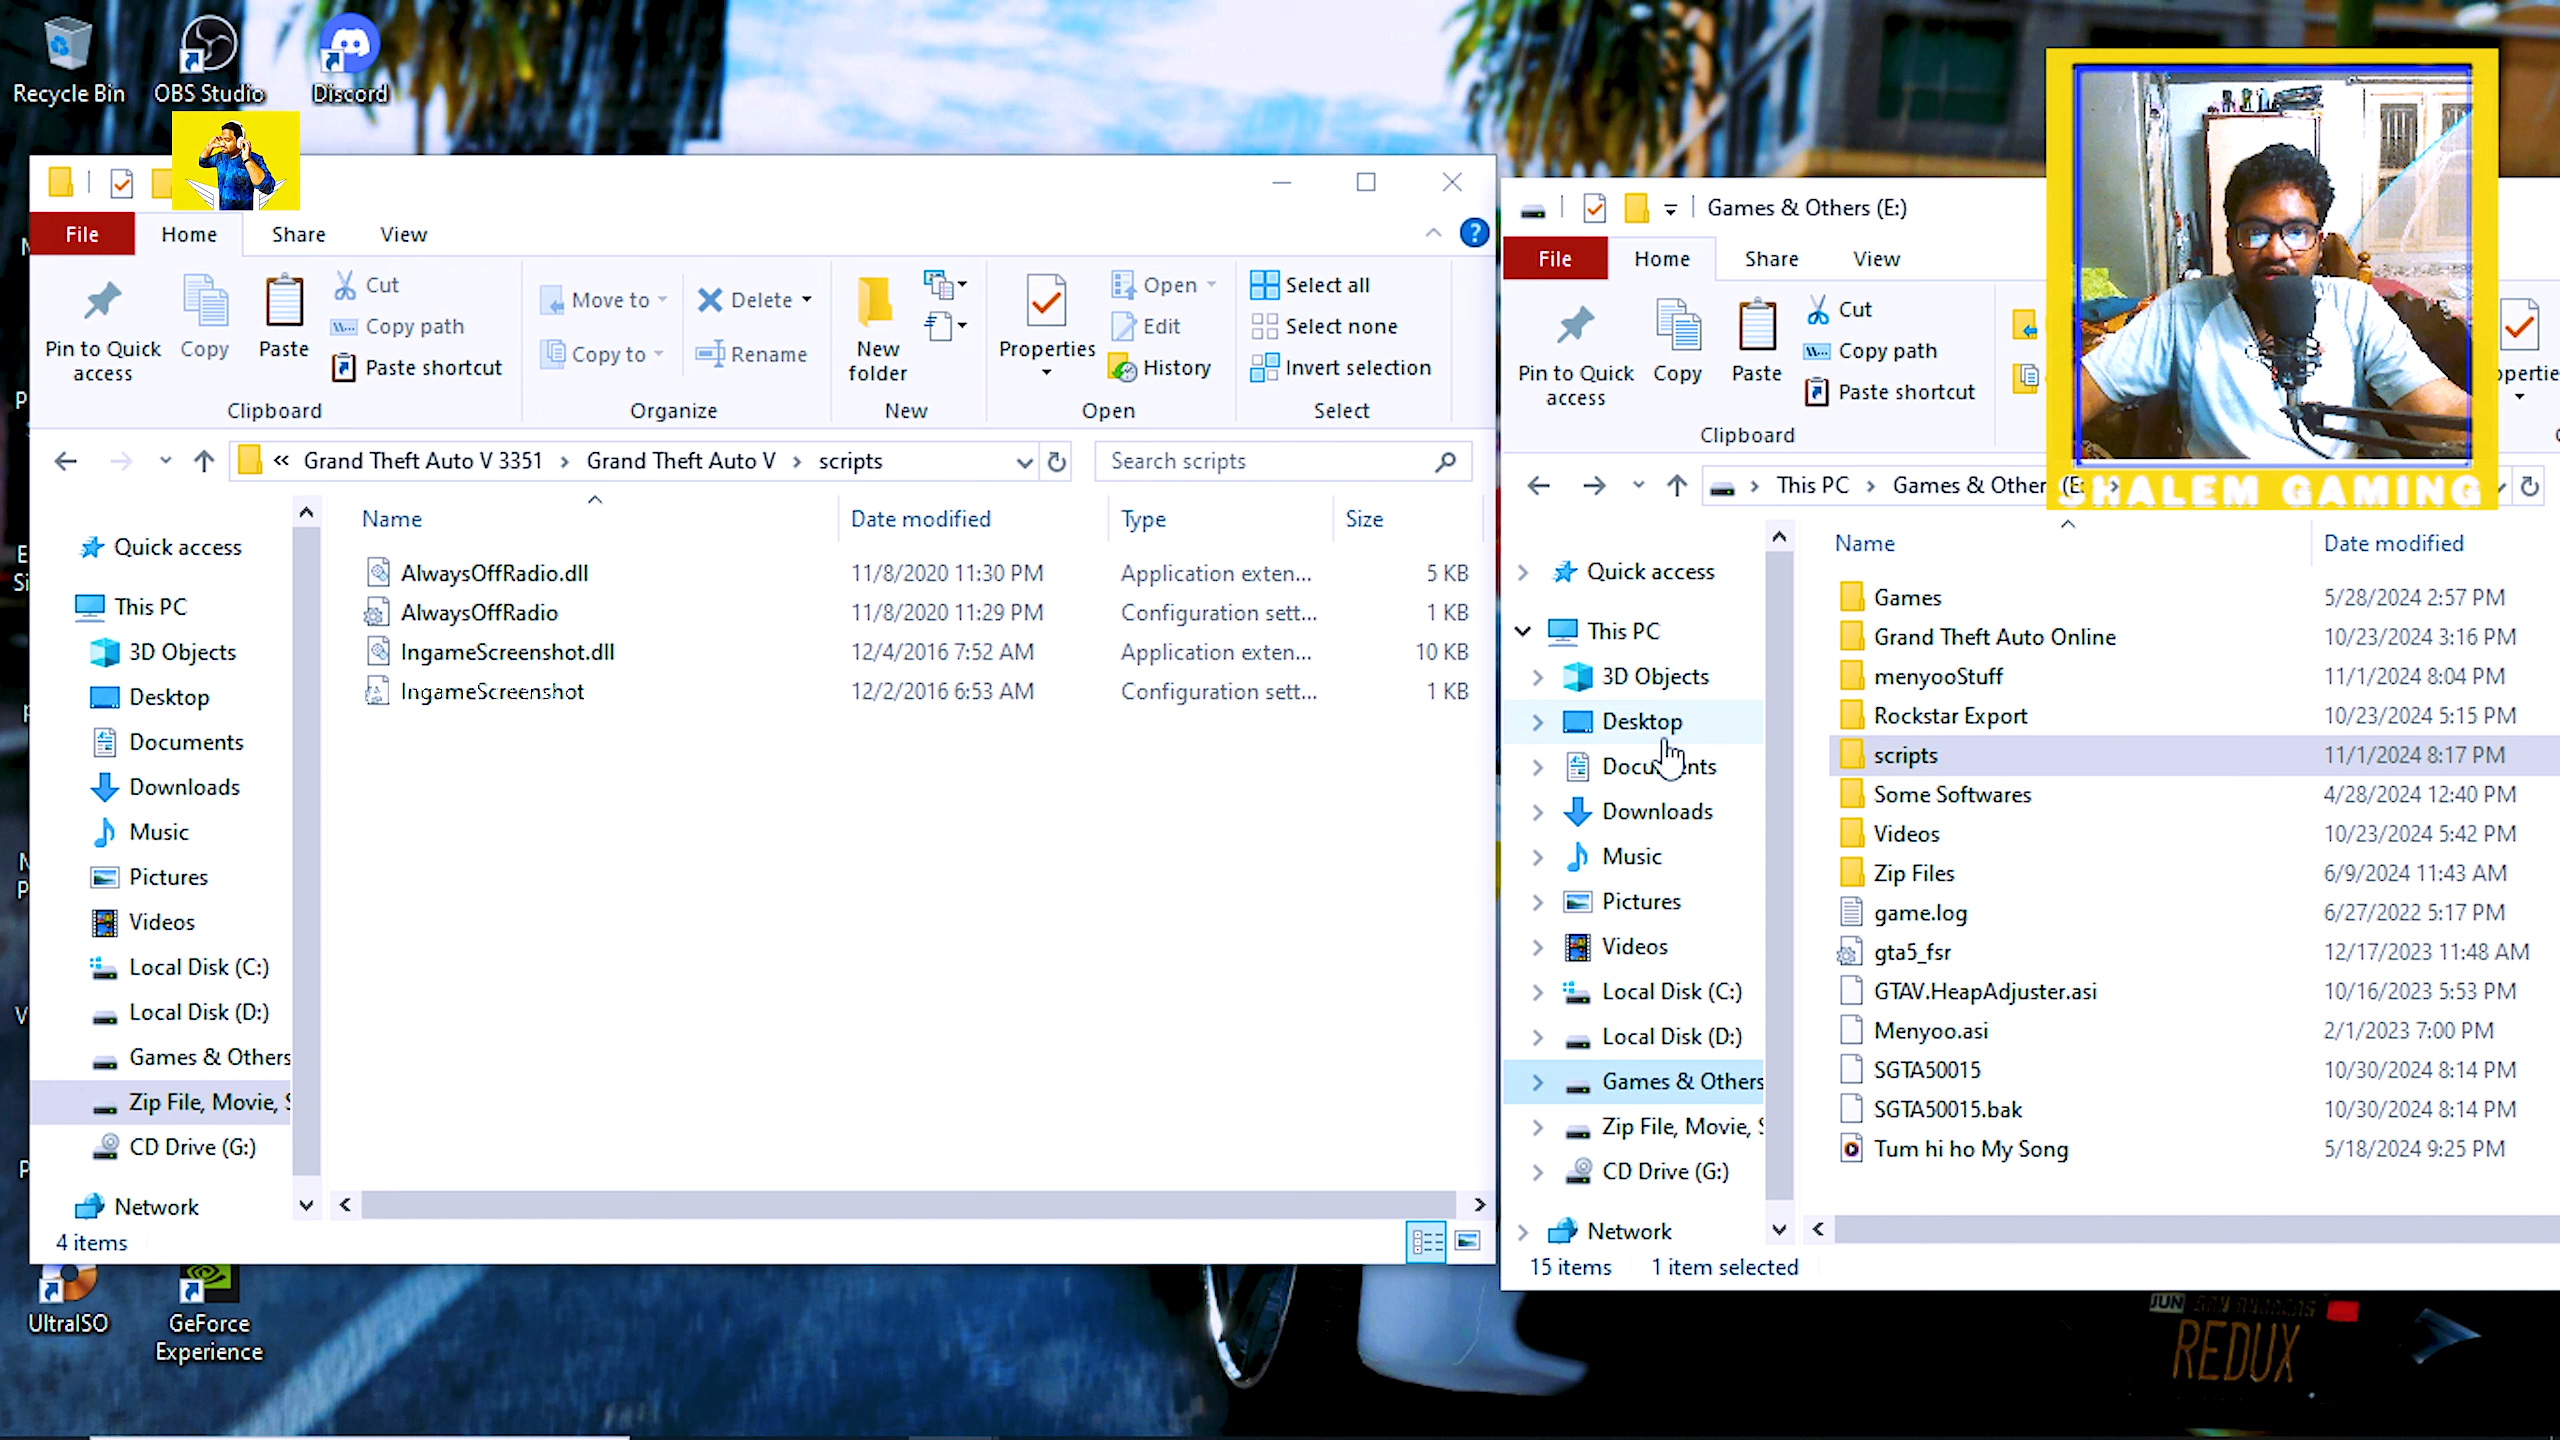 Recycle Bin
OBS Studio
Discord
File
Home
Share
View
Pin to Quick access
Copy
Paste
Cut
Copy path
Paste shortcut
Clipboard
Move to
Copy to
Delete
Rename
Organize
New folder
New
Properties
Open
Edit
History
Open
Select all
Select none
Invert selection
Select
« Grand Theft Auto V 3351 › Grand Theft Auto V › scripts
Search scripts
Name Date modified Type Size
AlwaysOffRadio.dll 11/8/2020 11:30 PM Application exten... 5 KB
AlwaysOffRadio 11/8/2020 11:29 PM Configuration sett... 1 KB
IngameScreenshot.dll 12/4/2016 7:52 AM Application exten... 10 KB
IngameScreenshot 12/2/2016 6:53 AM Configuration sett... 1 KB
Quick access
This PC
3D Objects
Desktop
Documents
Downloads
Music
Pictures
Videos
Local Disk (C:)
Local Disk (D:)
Games & Others
Zip File, Movie, S
CD Drive (G:)
Network
4 items
UltraISO
GeForce Experience
Games & Others (E:)
File
Home
Share
View
Pin to Quick access
Copy
Paste
Cut
Copy path
Paste shortcut
Clipboard
SHALEM GAMING
This PC › Games & Other (E:
Name Date modified
Games 5/28/2024 2:57 PM
Grand Theft Auto Online 10/23/2024 3:16 PM
menyooStuff 11/1/2024 8:04 PM
Rockstar Export 10/23/2024 5:15 PM
scripts 11/1/2024 8:17 PM
Some Softwares 4/28/2024 12:40 PM
Videos 10/23/2024 5:42 PM
Zip Files 6/9/2024 11:43 AM
game.log 6/27/2022 5:17 PM
gta5_fsr 12/17/2023 11:48 AM
GTAV.HeapAdjuster.asi 10/16/2023 5:53 PM
Menyoo.asi 2/1/2023 7:00 PM
SGTA50015 10/30/2024 8:14 PM
SGTA50015.bak 10/30/2024 8:14 PM
Tum hi ho My Song 5/18/2024 9:25 PM
Quick access
This PC
3D Objects
Desktop
Documents
Downloads
Music
Pictures
Videos
Local Disk (C:)
Local Disk (D:)
Games & Others
Zip File, Movie, S
CD Drive (G:)
Network
15 items 1 item selected
JUN
REDUX